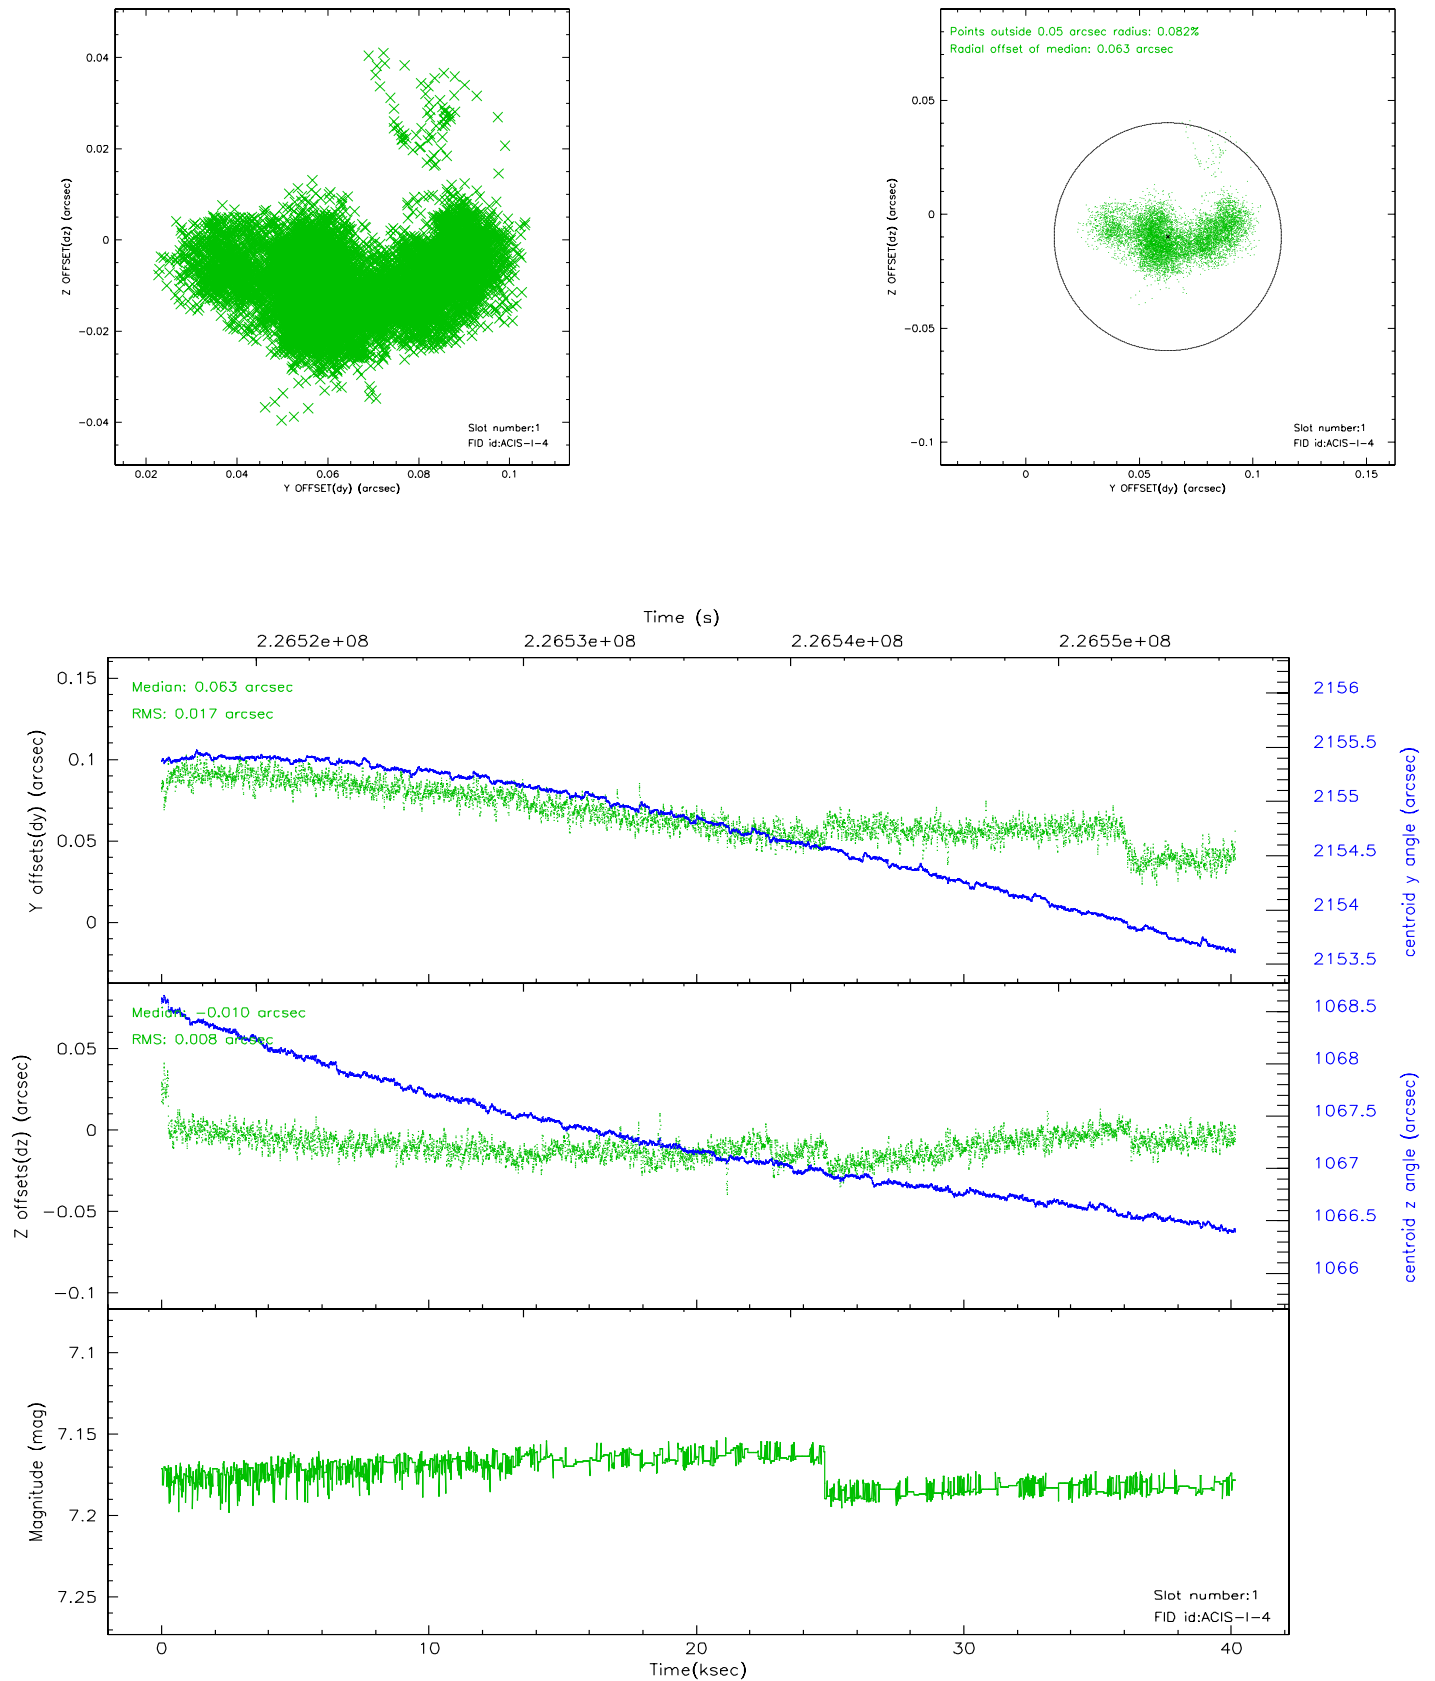 0.04
0.02
0
-0.02
-0.04
Z OFFSET(dz) (arcsec)
0.02 0.04 0.06 0.08 0.1
Y OFFSET(dy) (arcsec)
Slot number:1
FID id:ACIS-I-4
Points outside 0.05 arcsec radius: 0.082%
Radial offset of median: 0.063 arcsec
0.05
0
-0.05
-0.1
Z OFFSET(dz) (arcsec)
0 0.05 0.1 0.15
Y OFFSET(dy) (arcsec)
Slot number:1
FID id:ACIS-I-4
Time (s)
2.2652e+08 2.2653e+08 2.2654e+08 2.2655e+08
Median: 0.063 arcsec
RMS: 0.017 arcsec
0.15
0.1
0.05
0
Y offsets(dy) (arcsec)
2156
2155.5
2155
2154.5
2154
2153.5
centroid y angle (arcsec)
Median: -0.010 arcsec
RMS: 0.008 arcsec
0.05
0
-0.05
-0.1
Z offsets(dz) (arcsec)
1068.5
1068
1067.5
1067
1066.5
1066
centroid z angle (arcsec)
7.1
7.15
7.2
7.25
Magnitude (mag)
Slot number:1
FID id:ACIS-I-4
0 10 20 30 40
Time(ksec)